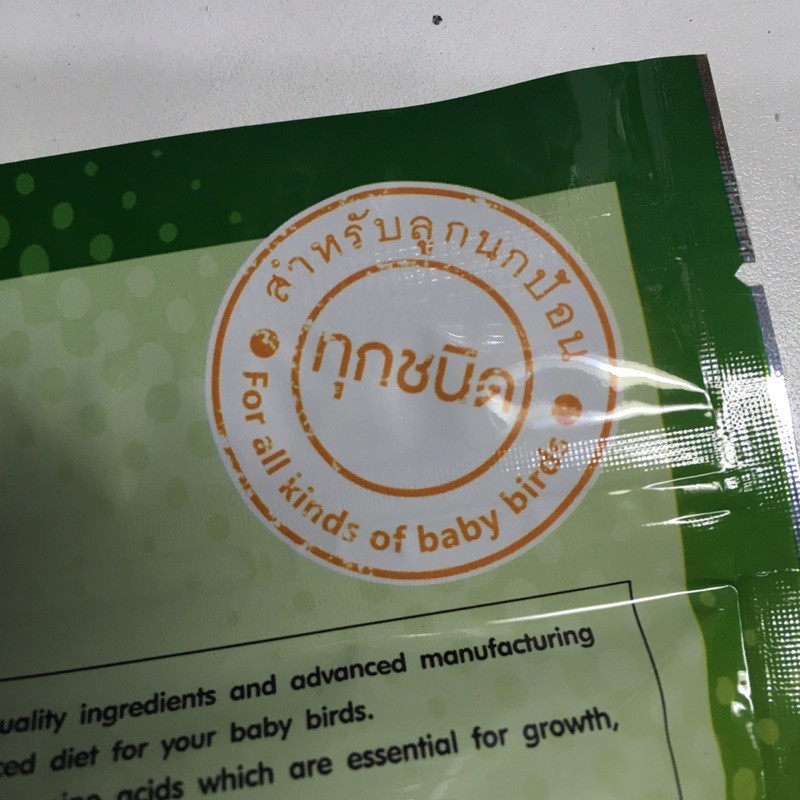 สำหรับลูกนกป้อน
ทุกชนิด
For all kinds of baby birds
ingredients and advanced manufacturing
diet for your baby birds.
acids which are essential for growth,